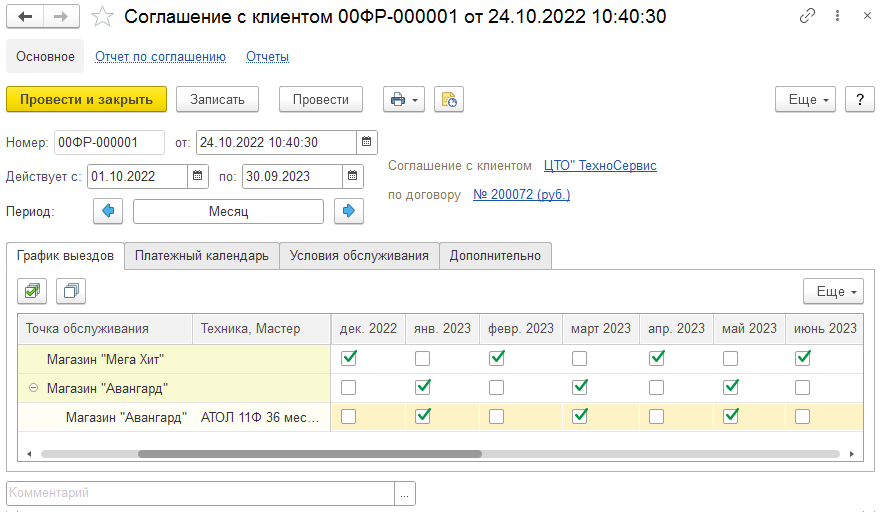 Соглашение с клиентом 00ФР-000001 от 24.10.2022 10:40:30
Основное Отчет по соглашению Отчеты
Провести и закрыть Записать Провести Еще ?
Номер: 00ФР-000001 от: 24.10.2022 10:40:30
Соглашение с клиентом ЦТО" ТехноСервис
Действует с: 01.10.2022 по: 30.09.2023
по договору № 200072 (руб.)
Период: Месяц
График выездов Платежный календарь Условия обслуживания Дополнительно
Еще
Точка обслуживания Техника, Мастер дек. 2022 янв. 2023 февр. 2023 март 2023 апр. 2023 май 2023 июнь 2023
Магазин "Мега Хит"
Магазин "Авангард"
Магазин "Авангард" АТОЛ 11Ф 36 мес...
Комментарий ...